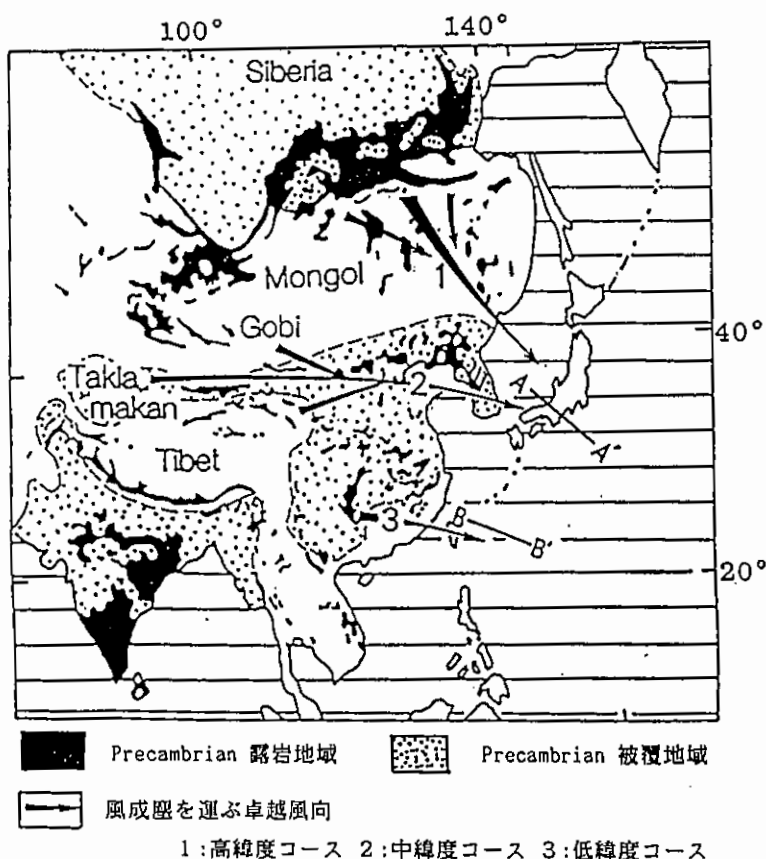 100° 140°
Siberia
Mongol
1
Gobi
40°
Takla
makan
2
A
A'
Tibet
3
B
B'
20°
Precambrian 露岩地域 Precambrian 被覆地域
風成塵を運ぶ卓越風向
1:高緯度コース 2:中緯度コース 3:低緯度コース